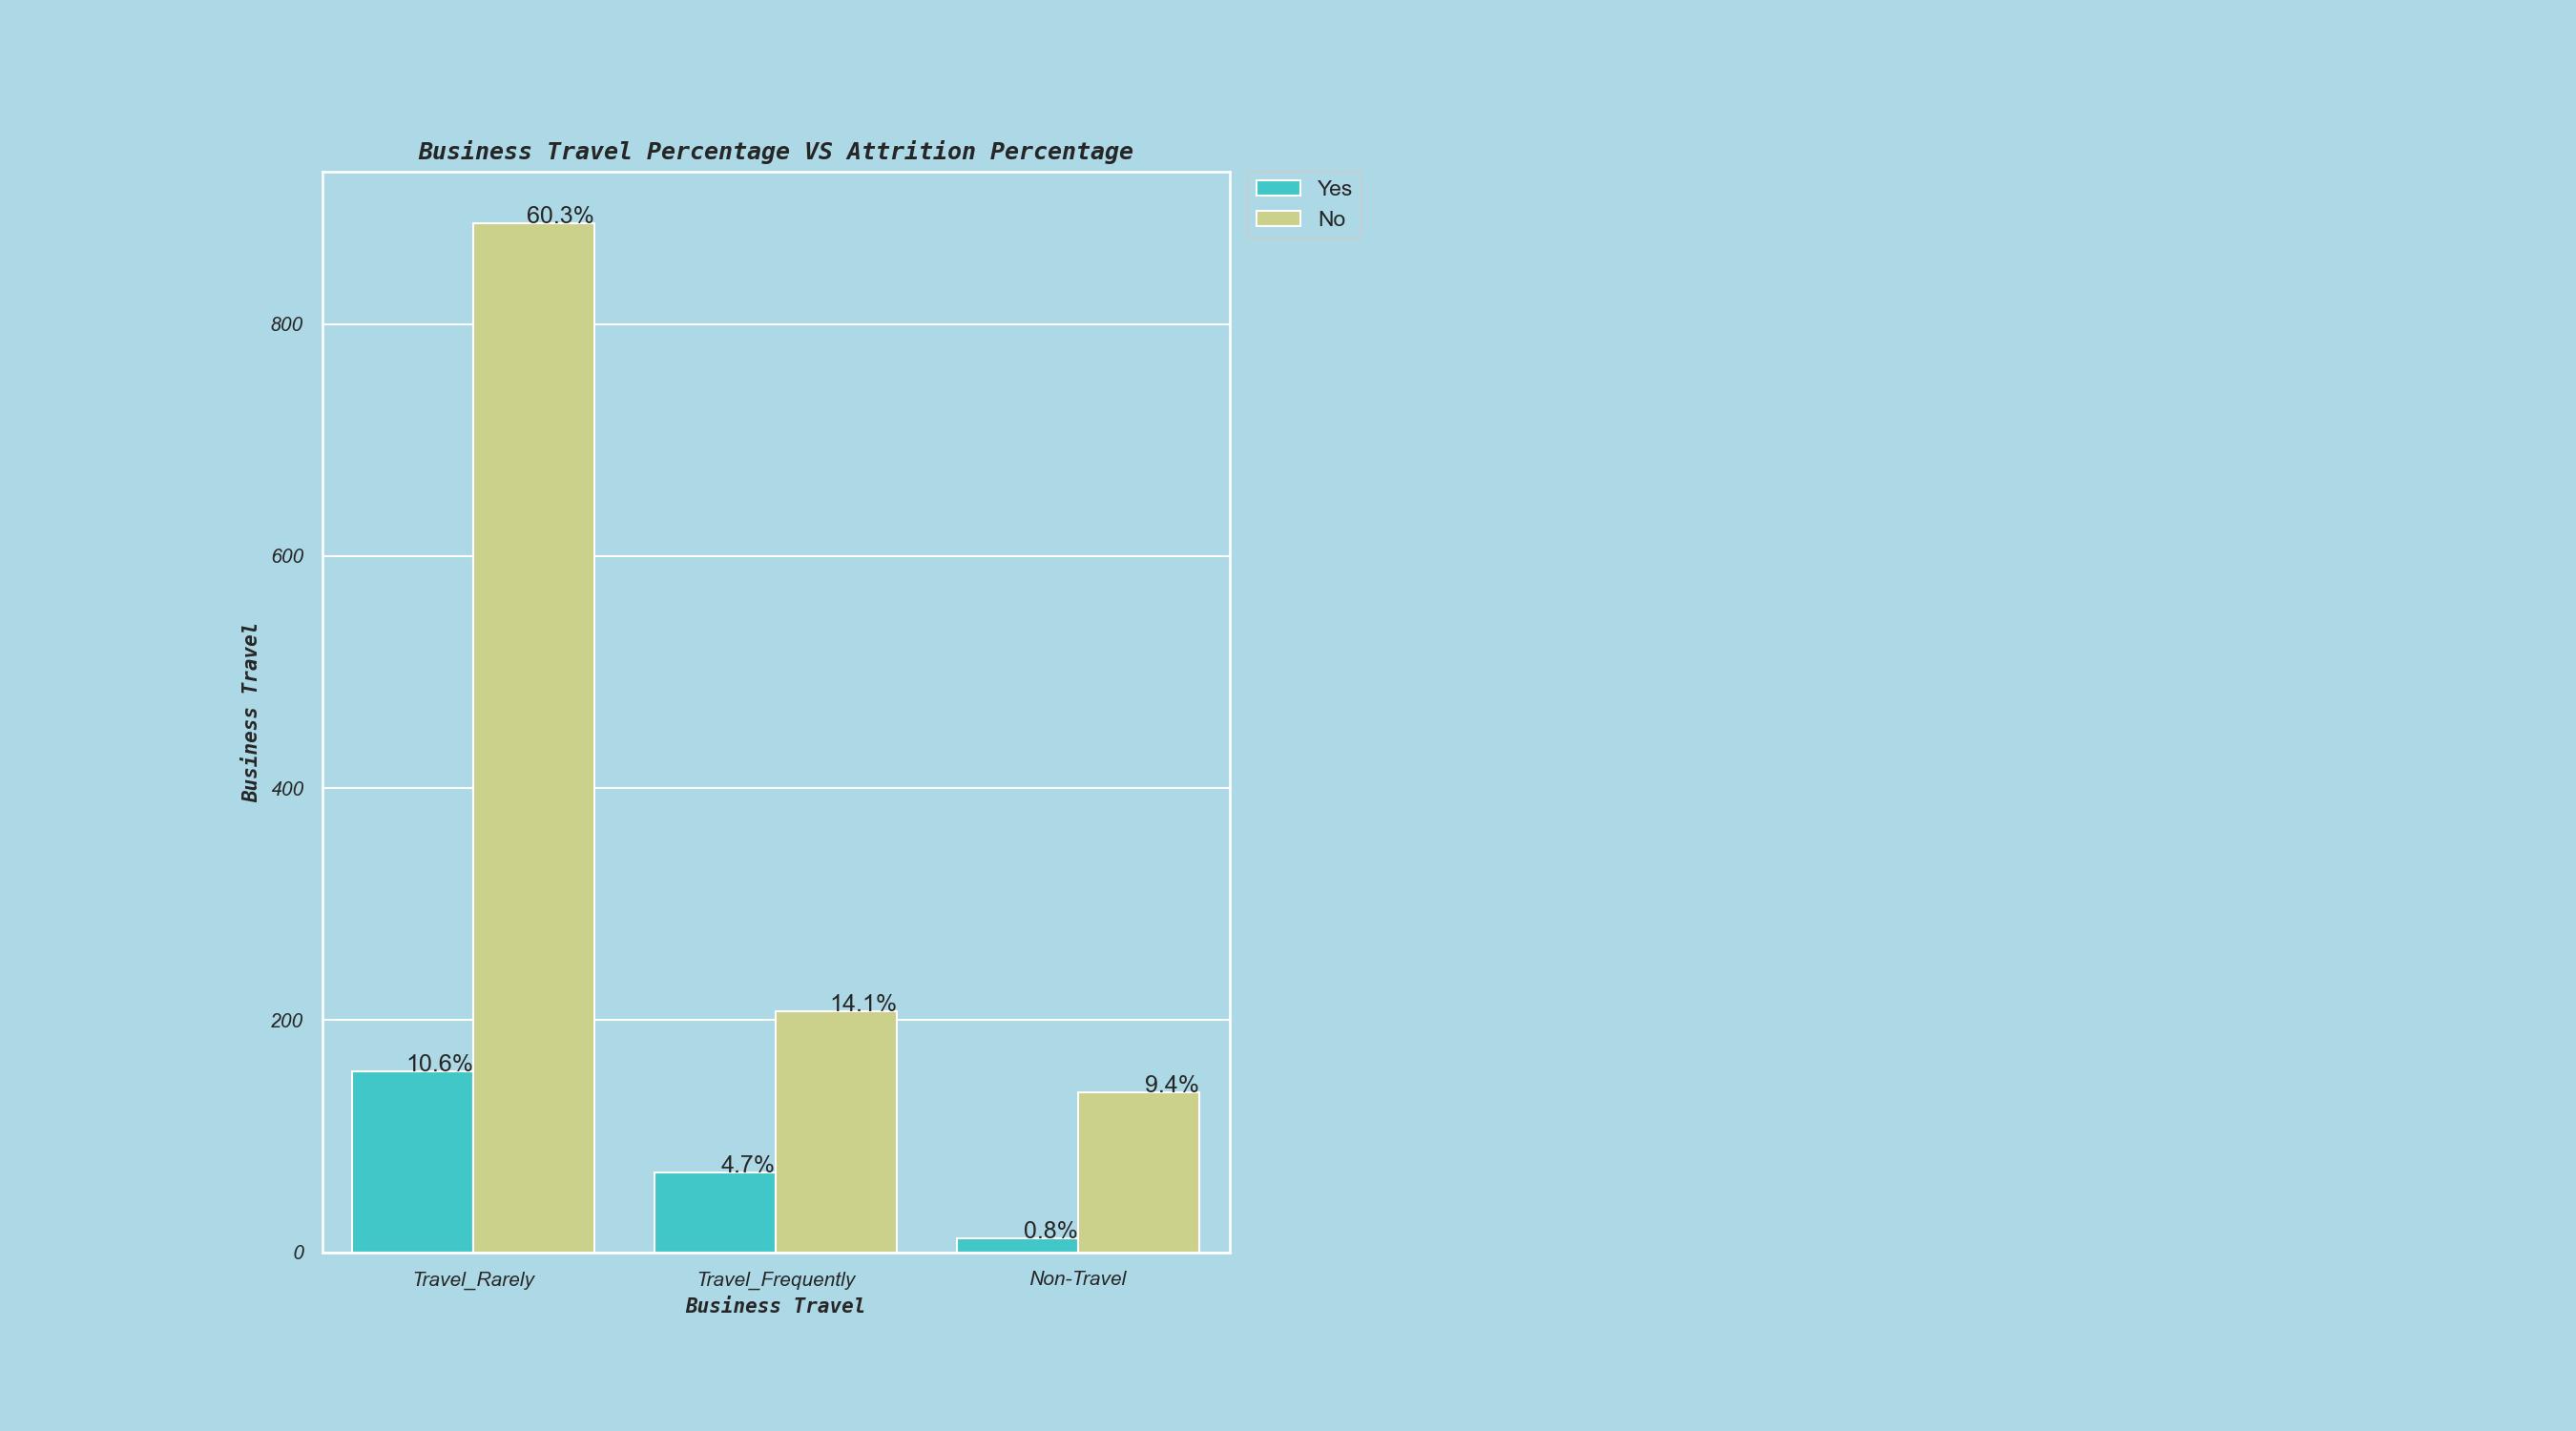 Business Travel Percentage VS Attrition Percentage
Yes
No
60.3%
800
600
Business Travel
400
14.1%
200
10.6%
9.4%
4.7%
0.8%
0
Travel_Rarely
Travel_Frequently
Non-Travel
Business Travel